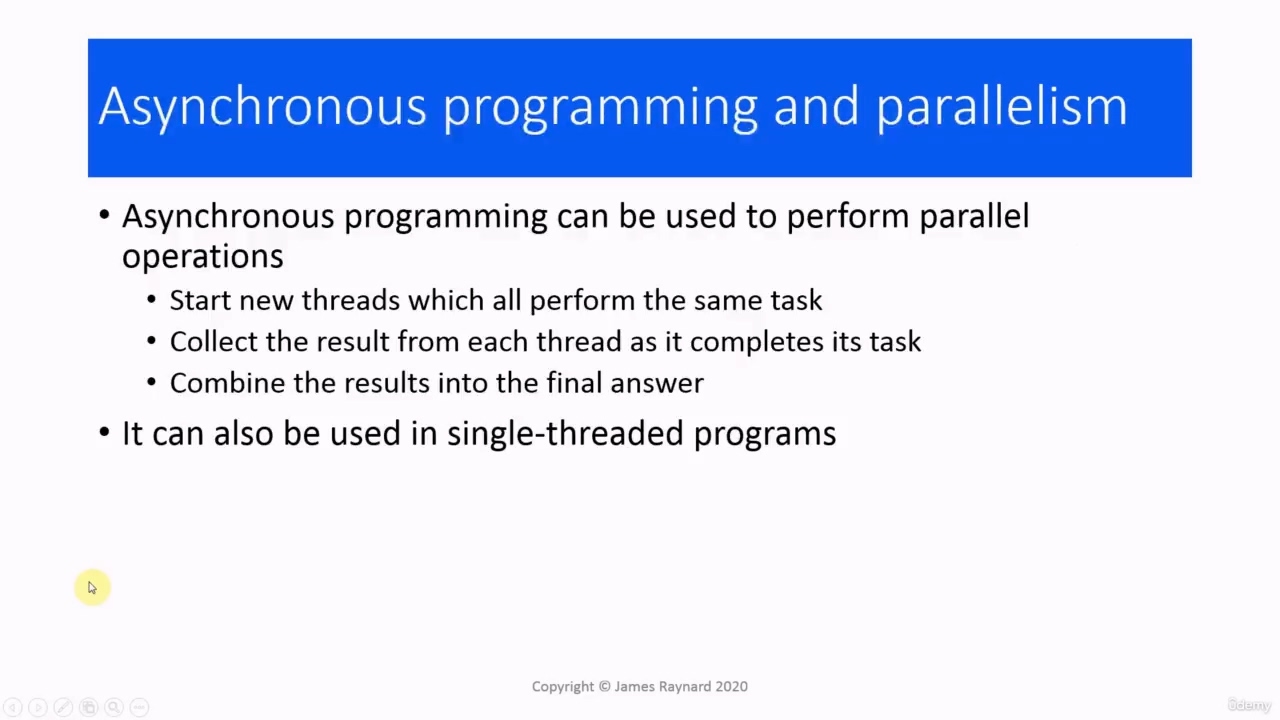 Asynchronous programming and parallelism
• Asynchronous programming can be used to perform parallel
operations
• Start new threads which all perform the same task
• Collect the result from each thread as it completes its task
• Combine the results into the final answer
• It can also be used in single-threaded programs
Copyright © James Raynard 2020
ûdemy